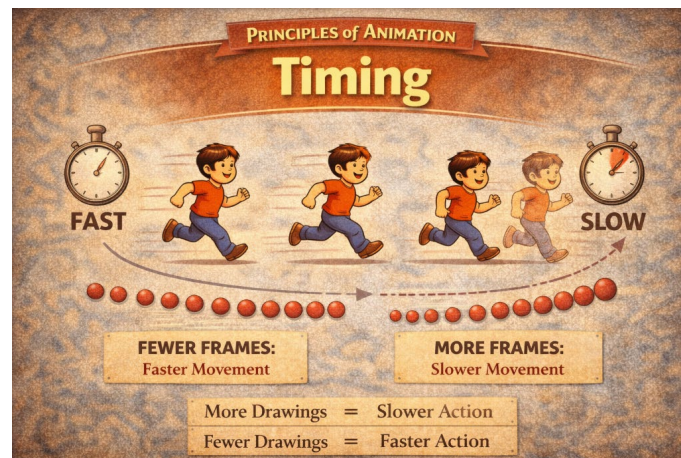 PRINCIPLES of ANIMATION
Timing
FAST
SLOW
FEWER FRAMES:
Faster Movement
MORE FRAMES:
Slower Movement
More Drawings = Slower Action
Fewer Drawings = Faster Action